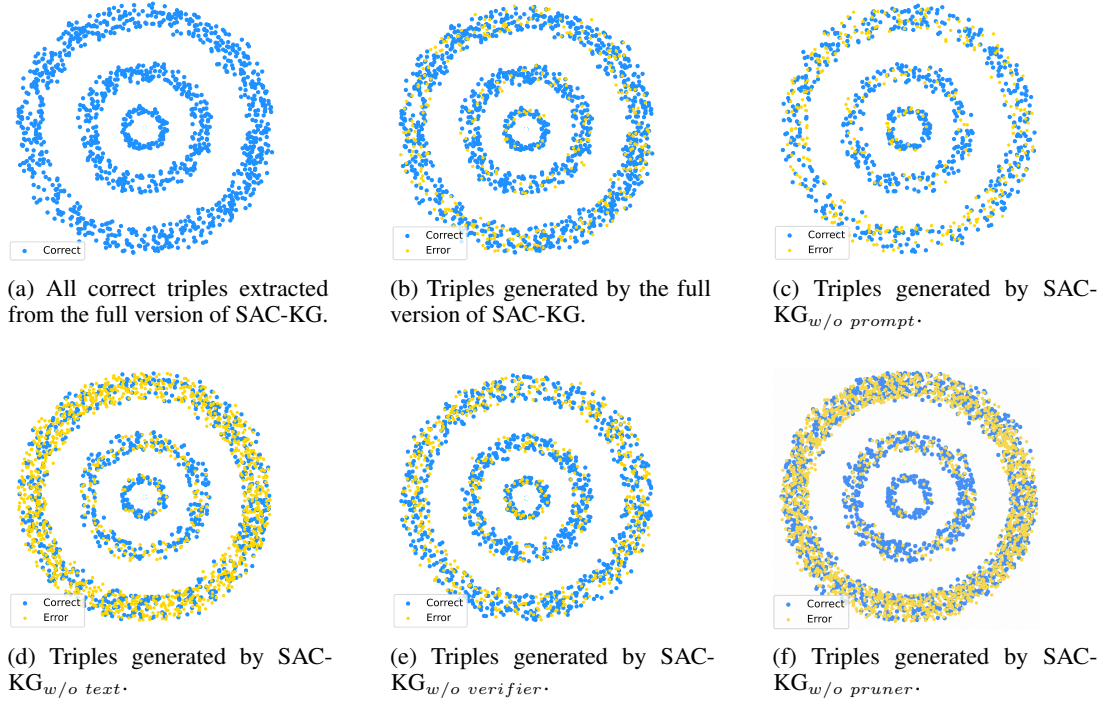 Correct
(a) All correct triples extracted
from the full version of SAC-KG.
Correct
Error
(b) Triples generated by the full
version of SAC-KG.
Correct
Error
(c) Triples generated by SAC-
KGw/o prompt.
Correct
Error
(d) Triples generated by SAC-
KGw/o text.
Correct
Error
(e) Triples generated by SAC-
KGw/o verifier.
Correct
Error
(f) Triples generated by SAC-
KGw/o pruner.